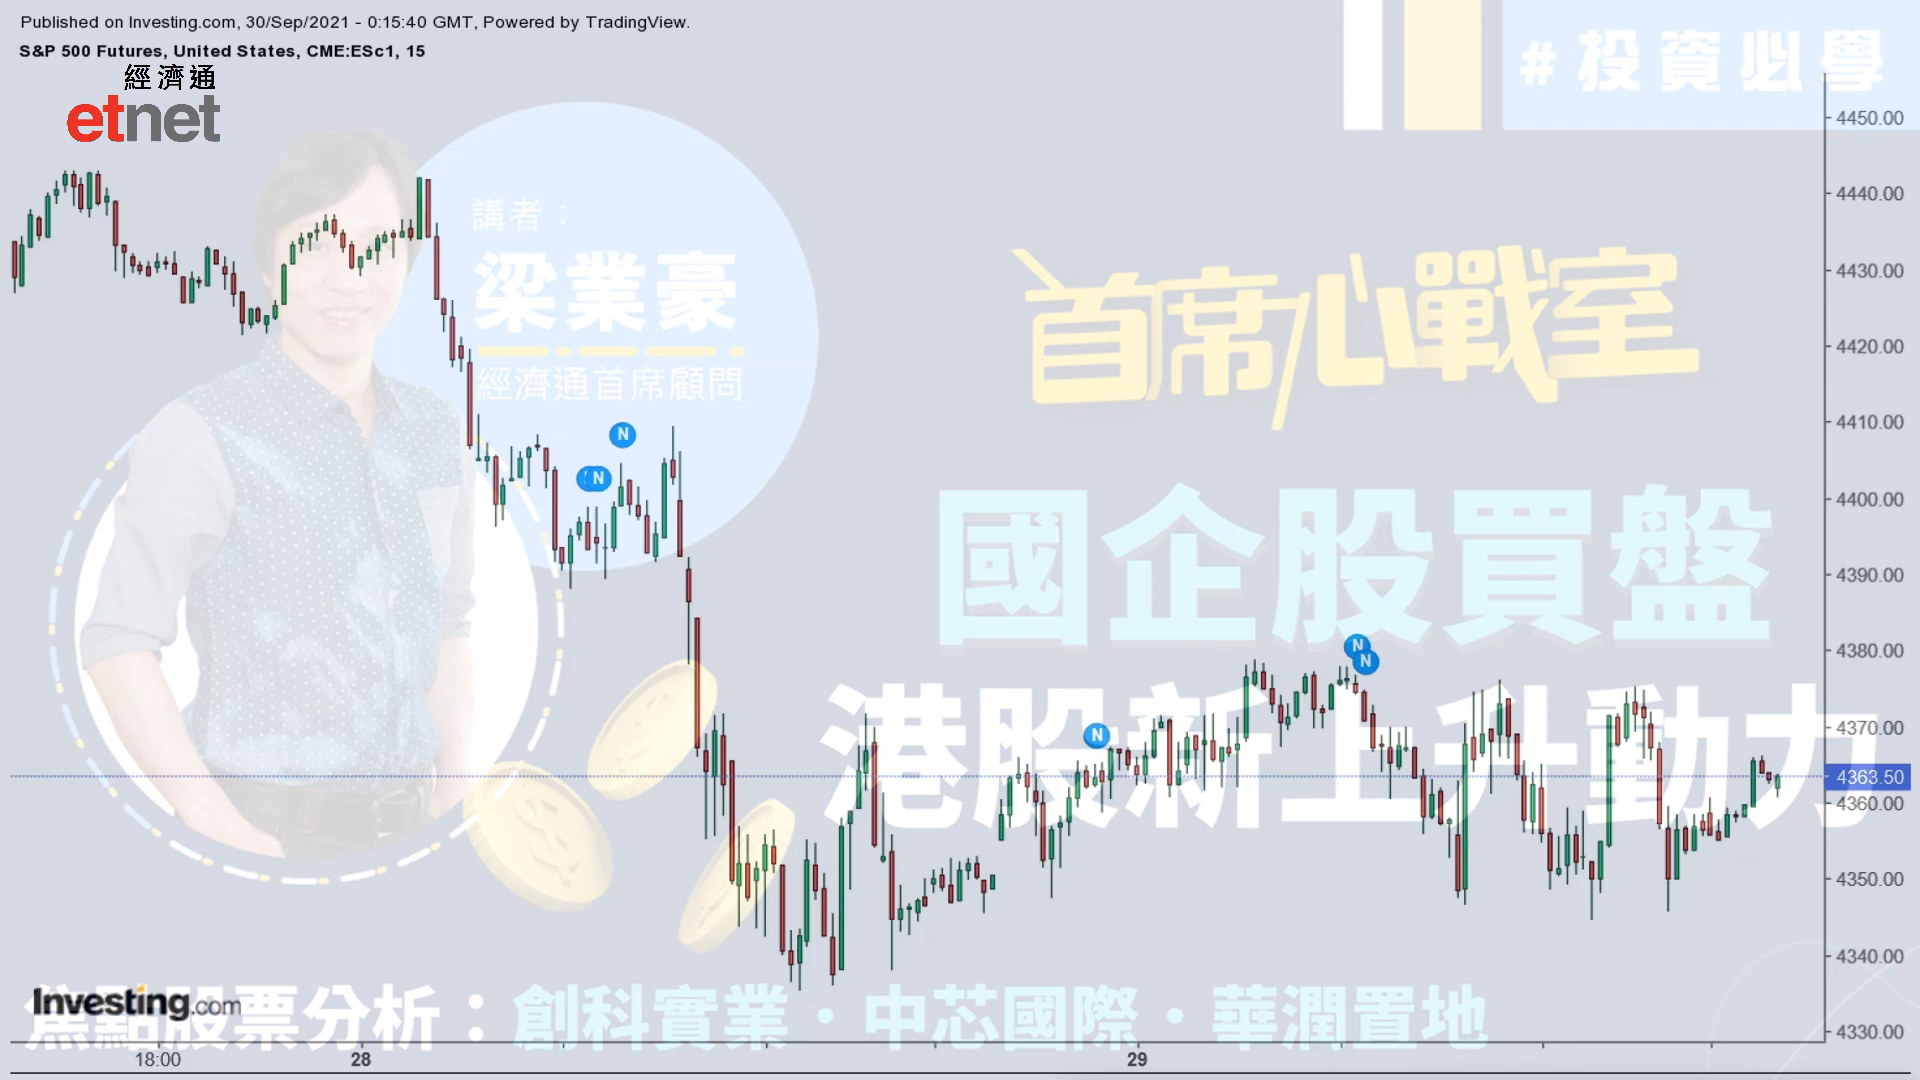 Published on Investing.com, 30/Sep/2021 - 0:15:40 GMT, Powered by TradingView.
S&P 500 Futures, United States, CME:ESc1, 15
經濟通
etnet
#投資必學
講者：
梁業豪
經濟通首席顧問
首席心戰室
國企股買盤
港股新上升動力
焦點股票分析：創科實業・中芯國際・華潤置地
Investing.com
N
N
N
N
N
4450.00
4440.00
4430.00
4420.00
4410.00
4400.00
4390.00
4380.00
4370.00
4363.50
4360.00
4350.00
4340.00
4330.00
18:00
28
29